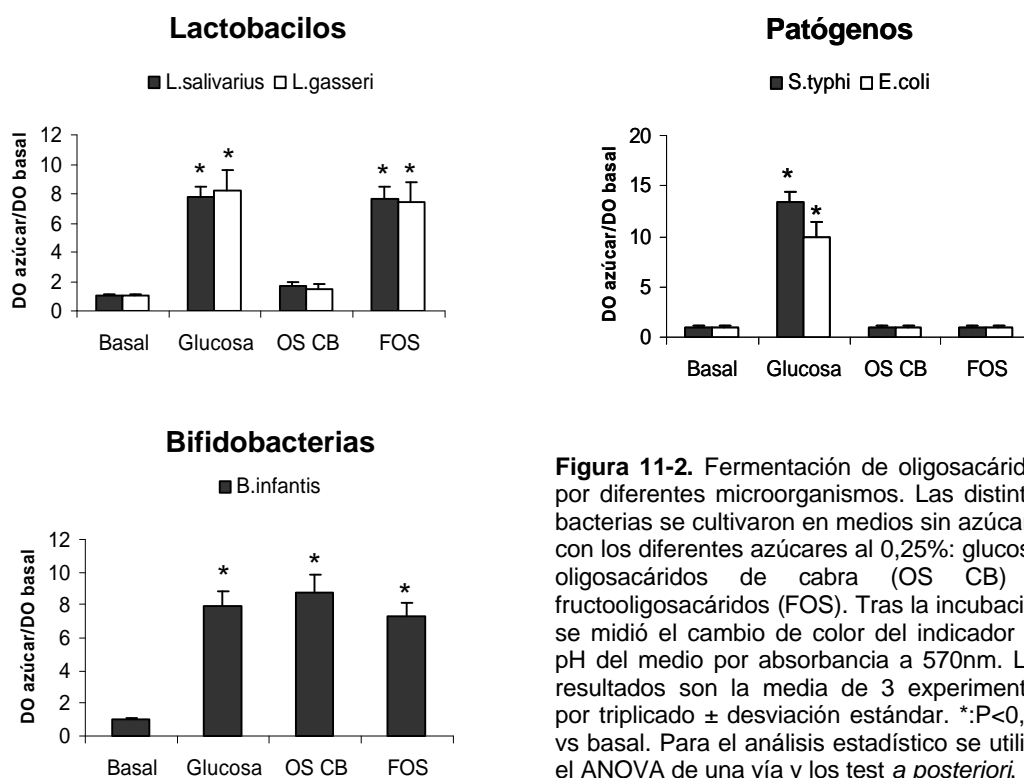 Lactobacilos
L.salivarius L.gasseri
DO azúcar/DO basal
12
10
8
6
4
2
0
* * * *
Basal Glucosa OS CB FOS
Patógenos
S.typhi E.coli
DO azúcar/DO basal
20
15
10
5
0
* *
Basal Glucosa OS CB FOS
Bifidobacterias
B.infantis
DO azúcar/DO basal
12
10
8
6
4
2
0
* * *
Basal Glucosa OS CB FOS
Figura 11-2. Fermentación de
por diferentes microorganismos. Las
bacterias se cultivaron en medios sin
con los diferentes azúcares al 0,25%:
oligosacáridos de cabra (OS CB)
fructooligosacáridos (FOS). Tras la
se midió el cambio de color del indicador
pH del medio por absorbancia a 570nm.
resultados son la media de 3
por triplicado ± desviación estándar.
vs basal. Para el análisis estadístico se
el ANOVA de una vía y los test a posteriori.